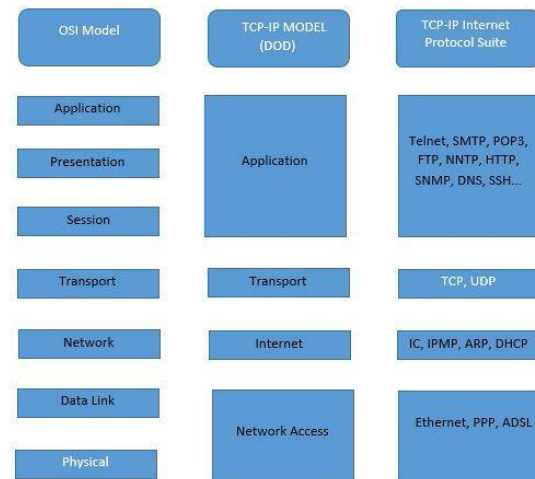 OSI Model
TCP-IP MODEL
(DOD)
TCP-IP Internet
Protocol Suite
Application
Presentation
Session
Application
Telnet, SMTP, POP3,
FTP, NNTP, HTTP,
SNMP, DNS, SSH...
Transport
Transport
TCP, UDP
Network
Internet
IC, IPMP, ARP, DHCP
Data Link
Physical
Network Access
Ethernet, PPP, ADSL